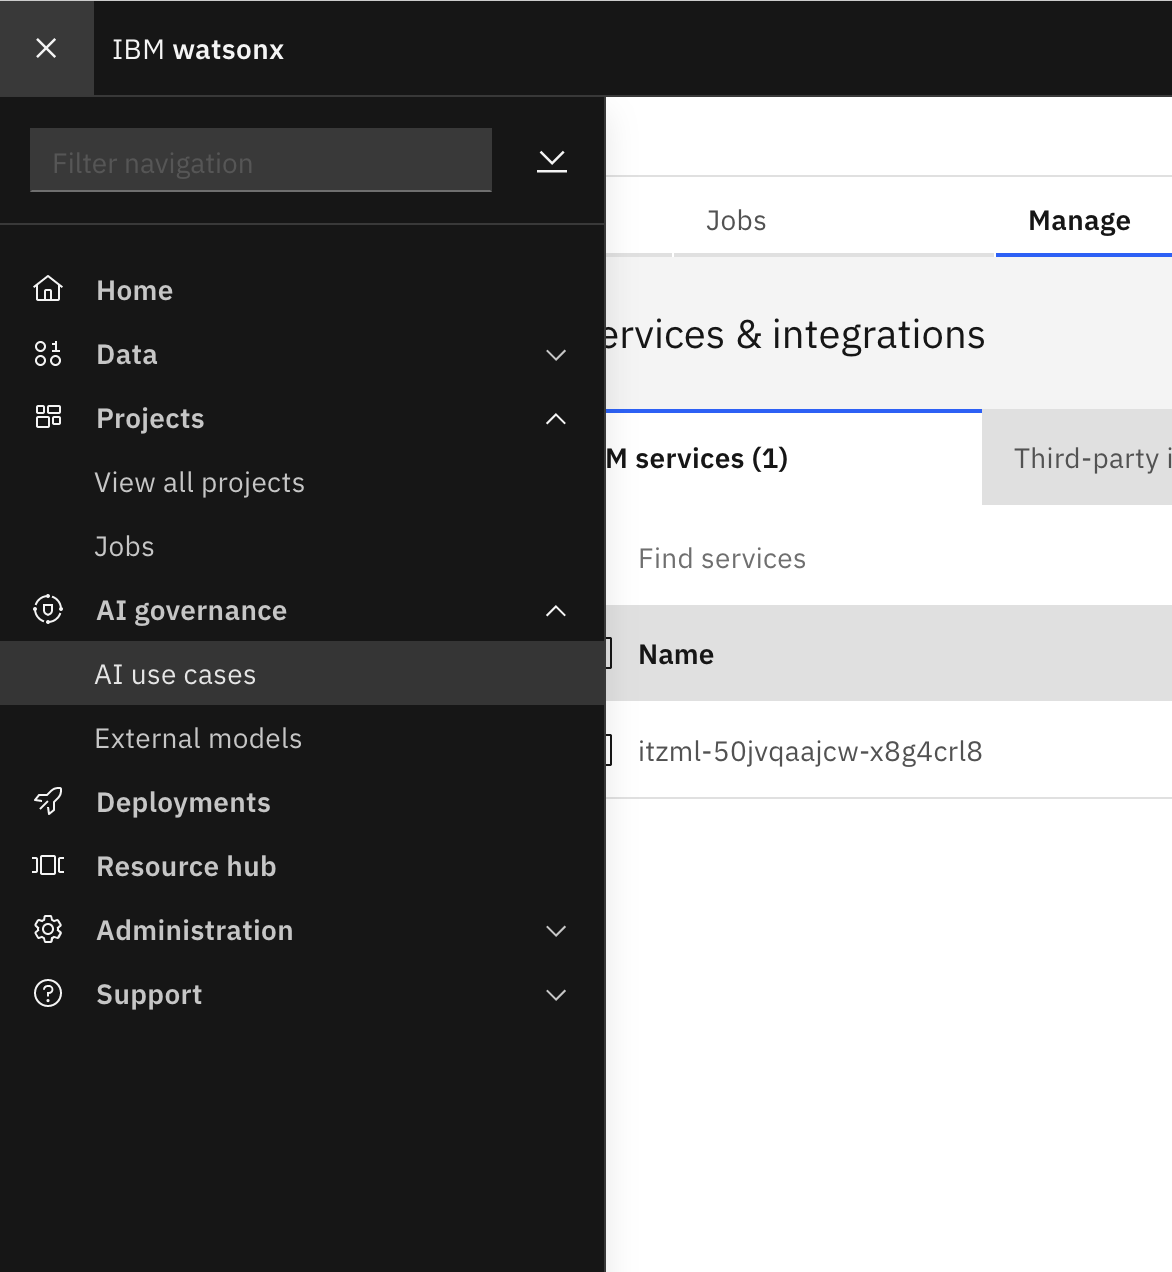 IBM watsonx
Filter navigation
Home
Data
Projects
View all projects
Jobs
AI governance
AI use cases
External models
Deployments
Resource hub
Administration
Support
Jobs
Manage
ervices & integrations
M services (1)
Third-party i
Find services
Name
itzml-50jvqaajcw-x8g4crl8